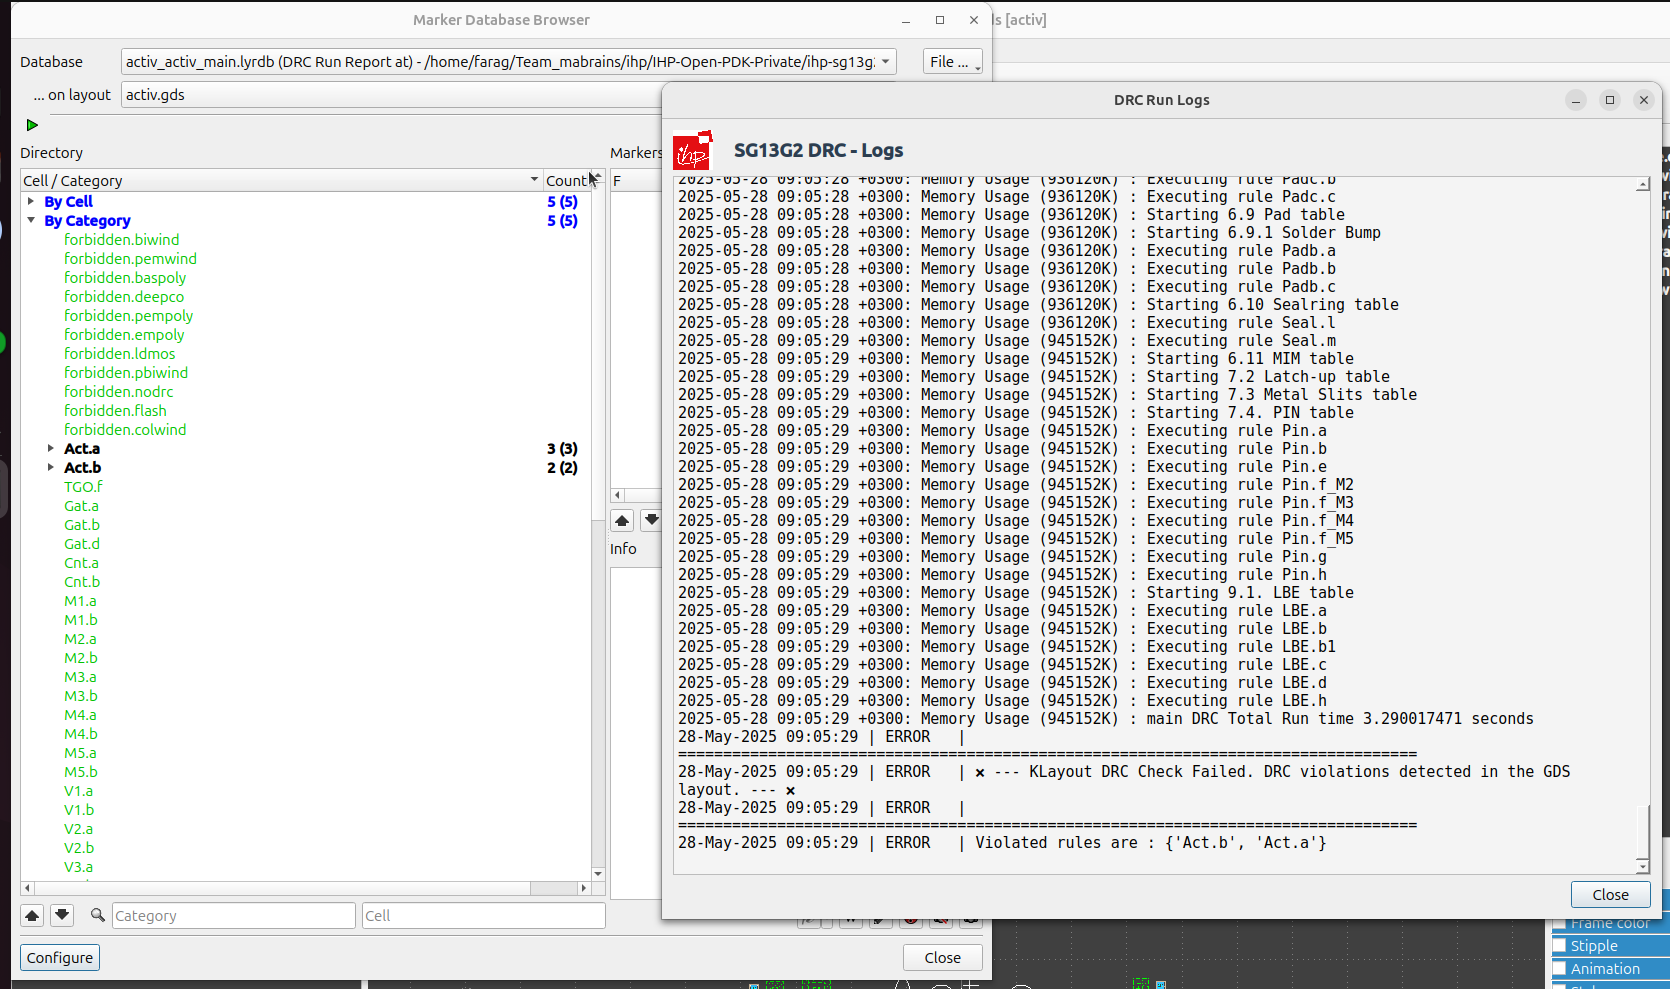 Marker Database Browser
ds [activ]
Database
activ_activ_main.lyrdb (DRC Run Report at) - /home/farag/Team_mabrains/ihp/IHP-Open-PDK-Private/ihp-sg13g2
File ...
... on layout
activ.gds
Directory
Markers
Cell / Category
Count
F
By Cell 5 (5)
By Category 5 (5)
forbidden.biwind
forbidden.pemwind
forbidden.baspoly
forbidden.deepco
forbidden.pempoly
forbidden.empoly
forbidden.ldmos
forbidden.pbiwind
forbidden.nodrc
forbidden.flash
forbidden.colwind
Act.a 3 (3)
Act.b 2 (2)
TGO.f
Gat.a
Gat.b
Gat.d
Cnt.a
Cnt.b
M1.a
M1.b
M2.a
M2.b
M3.a
M3.b
M4.a
M4.b
M5.a
M5.b
V1.a
V1.b
V2.a
V2.b
V3.a
Info
Category
Cell
Configure
Close
DRC Run Logs
ihp
SG13G2 DRC - Logs
2025-05-28 09:05:28 +0300: Memory Usage (936120K) : Executing rule Padc.b
2025-05-28 09:05:28 +0300: Memory Usage (936120K) : Executing rule Padc.c
2025-05-28 09:05:28 +0300: Memory Usage (936120K) : Starting 6.9 Pad table
2025-05-28 09:05:28 +0300: Memory Usage (936120K) : Starting 6.9.1 Solder Bump
2025-05-28 09:05:28 +0300: Memory Usage (936120K) : Executing rule Padb.a
2025-05-28 09:05:28 +0300: Memory Usage (936120K) : Executing rule Padb.b
2025-05-28 09:05:28 +0300: Memory Usage (936120K) : Executing rule Padb.c
2025-05-28 09:05:28 +0300: Memory Usage (936120K) : Starting 6.10 Sealring table
2025-05-28 09:05:28 +0300: Memory Usage (936120K) : Executing rule Seal.l
2025-05-28 09:05:29 +0300: Memory Usage (945152K) : Executing rule Seal.m
2025-05-28 09:05:29 +0300: Memory Usage (945152K) : Starting 6.11 MIM table
2025-05-28 09:05:29 +0300: Memory Usage (945152K) : Starting 7.2 Latch-up table
2025-05-28 09:05:29 +0300: Memory Usage (945152K) : Starting 7.3 Metal Slits table
2025-05-28 09:05:29 +0300: Memory Usage (945152K) : Starting 7.4. PIN table
2025-05-28 09:05:29 +0300: Memory Usage (945152K) : Executing rule Pin.a
2025-05-28 09:05:29 +0300: Memory Usage (945152K) : Executing rule Pin.b
2025-05-28 09:05:29 +0300: Memory Usage (945152K) : Executing rule Pin.e
2025-05-28 09:05:29 +0300: Memory Usage (945152K) : Executing rule Pin.f_M2
2025-05-28 09:05:29 +0300: Memory Usage (945152K) : Executing rule Pin.f_M3
2025-05-28 09:05:29 +0300: Memory Usage (945152K) : Executing rule Pin.f_M4
2025-05-28 09:05:29 +0300: Memory Usage (945152K) : Executing rule Pin.f_M5
2025-05-28 09:05:29 +0300: Memory Usage (945152K) : Executing rule Pin.g
2025-05-28 09:05:29 +0300: Memory Usage (945152K) : Executing rule Pin.h
2025-05-28 09:05:29 +0300: Memory Usage (945152K) : Starting 9.1. LBE table
2025-05-28 09:05:29 +0300: Memory Usage (945152K) : Executing rule LBE.a
2025-05-28 09:05:29 +0300: Memory Usage (945152K) : Executing rule LBE.b
2025-05-28 09:05:29 +0300: Memory Usage (945152K) : Executing rule LBE.b1
2025-05-28 09:05:29 +0300: Memory Usage (945152K) : Executing rule LBE.c
2025-05-28 09:05:29 +0300: Memory Usage (945152K) : Executing rule LBE.d
2025-05-28 09:05:29 +0300: Memory Usage (945152K) : Executing rule LBE.h
2025-05-28 09:05:29 +0300: Memory Usage (945152K) : main DRC Total Run time 3.290017471 seconds
28-May-2025 09:05:29 | ERROR   |
==================================================================================
28-May-2025 09:05:29 | ERROR   | ❌ --- KLayout DRC Check Failed. DRC violations detected in the GDS
layout. --- ❌
28-May-2025 09:05:29 | ERROR   |
==================================================================================
28-May-2025 09:05:29 | ERROR   | Violated rules are : {'Act.b', 'Act.a'}
Close
Frame color
Stipple
Animation